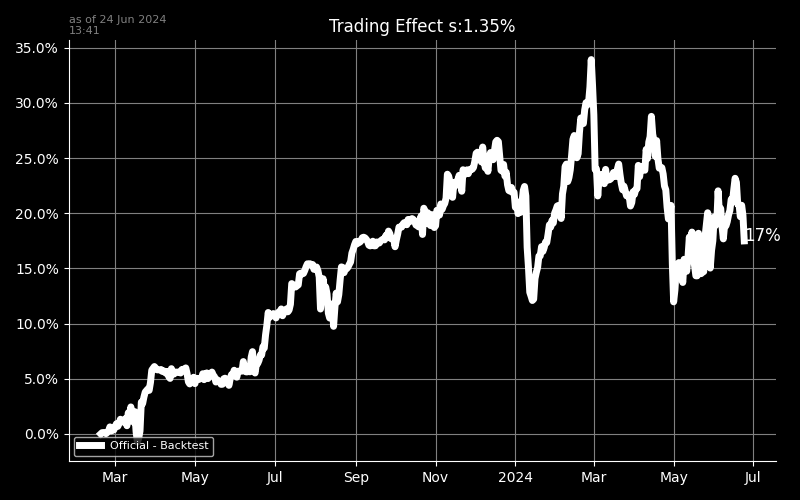 as of 24 Jun 2024
13:41
Trading Effect s:1.35%
35.0%
30.0%
25.0%
20.0%
15.0%
10.0%
5.0%
0.0%
17%
Official - Backtest
Mar May Jul Sep Nov 2024 Mar May Jul